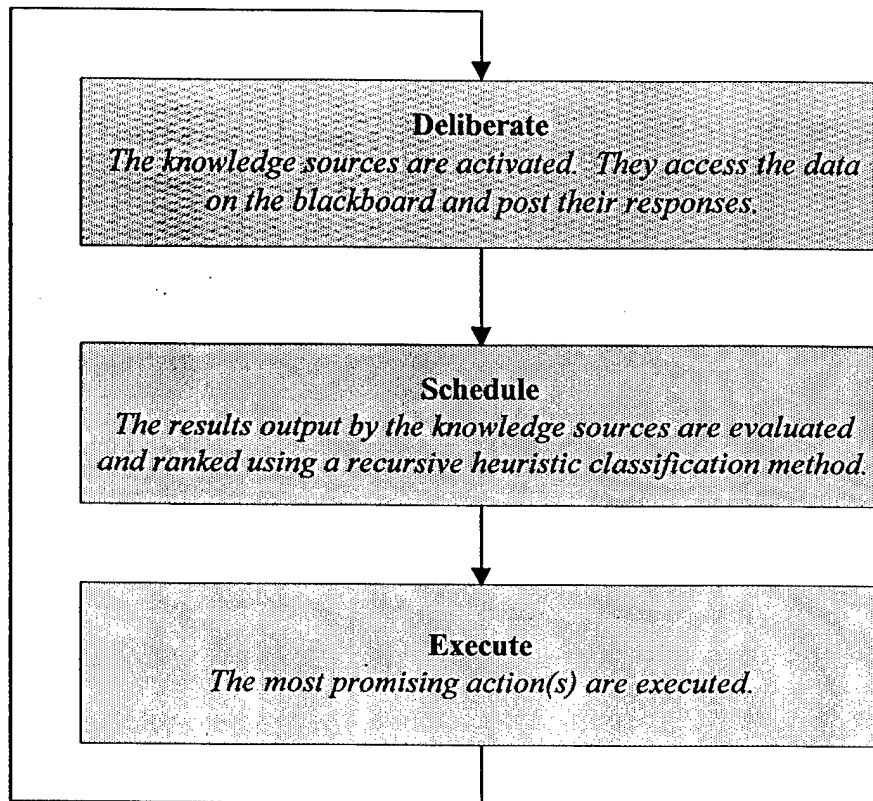 Deliberate
The knowledge sources are activated. They access the data
on the blackboard and post their responses.
Schedule
The results output by the knowledge sources are evaluated
and ranked using a recursive heuristic classification method.
Execute
The most promising action(s) are executed.